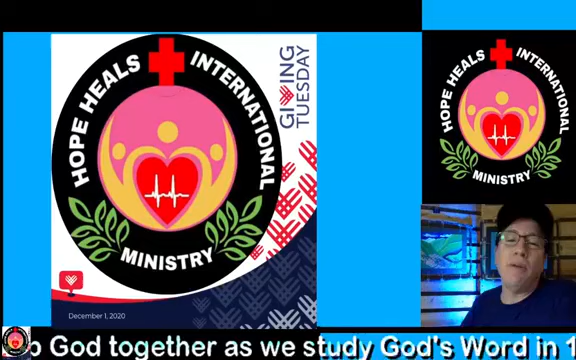 HOPE HEALS INTERNATIONAL
MINISTRY
GIVING
TUESDAY
December 1, 2020
HOPE HEALS INTERNATIONAL
MINISTRY
God together as we study God's Word in 1